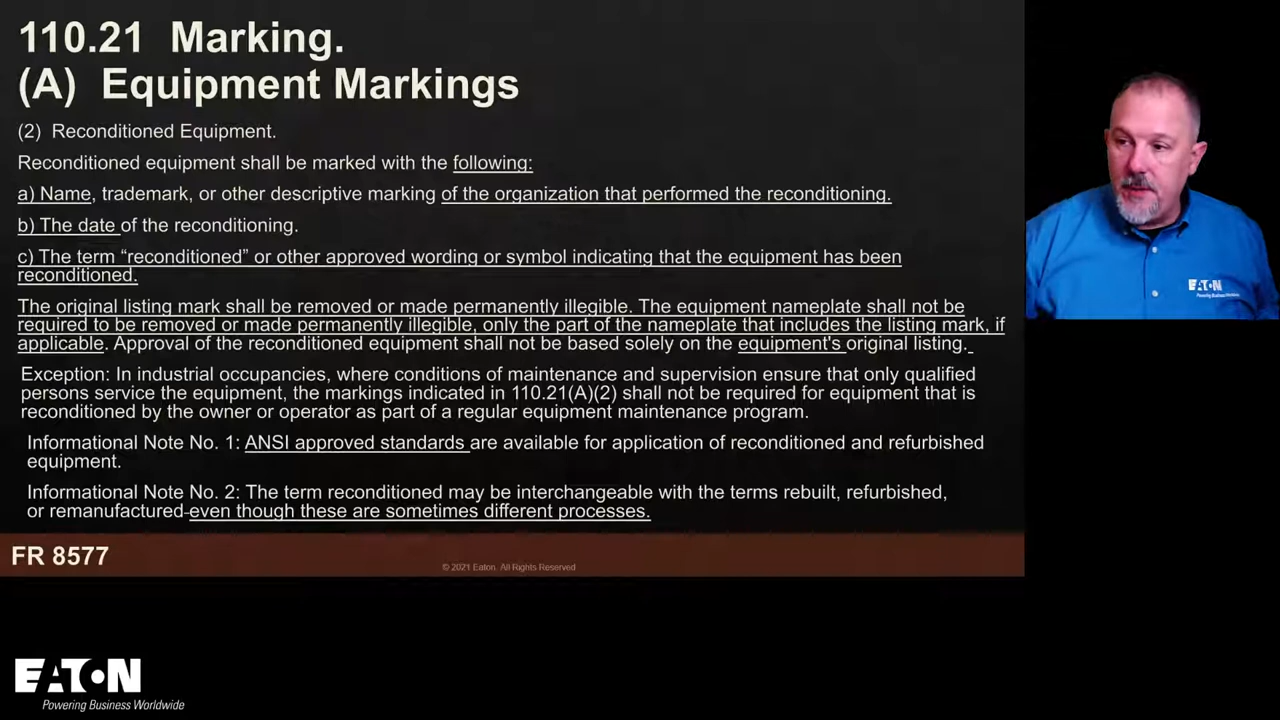 110.21 Marking.
(A) Equipment Markings
(2) Reconditioned Equipment.
Reconditioned equipment shall be marked with the following:
a) Name, trademark, or other descriptive marking of the organization that performed the reconditioning.
b) The date of the reconditioning.
c) The term “reconditioned” or other approved wording or symbol indicating that the equipment has been
reconditioned.
The original listing mark shall be removed or made permanently illegible. The equipment nameplate shall not be
required to be removed or made permanently illegible, only the part of the nameplate that includes the listing mark, if
applicable. Approval of the reconditioned equipment shall not be based solely on the equipment's original listing.
Exception: In industrial occupancies, where conditions of maintenance and supervision ensure that only qualified
persons service the equipment, the markings indicated in 110.21(A)(2) shall not be required for equipment that is
reconditioned by the owner or operator as part of a regular equipment maintenance program.
Informational Note No. 1: ANSI approved standards are available for application of reconditioned and refurbished
equipment.
Informational Note No. 2: The term reconditioned may be interchangeable with the terms rebuilt, refurbished,
or remanufactured even though these are sometimes different processes.
FR 8577
© 2021 Eaton. All Rights Reserved
EATON
Powering Business Worldwide
EATON
Powering Business Worldwide